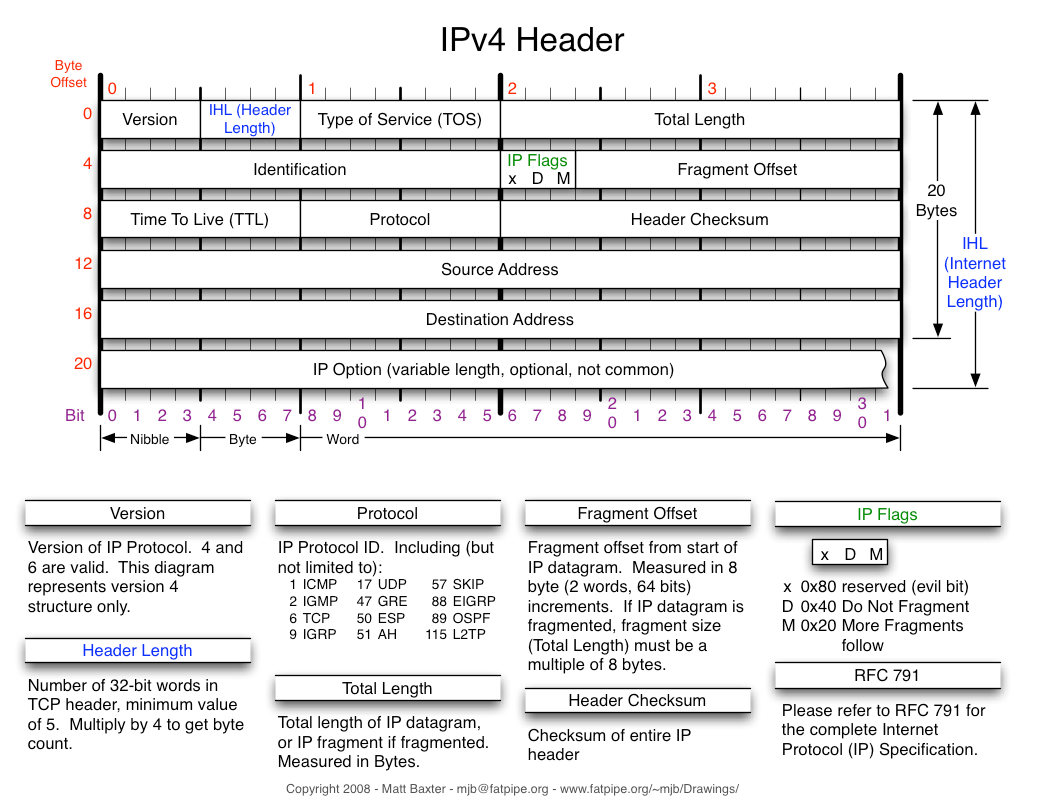 IPv4 Header
Byte
Offset
0 1 2 3
0 Version IHL (Header Length) Type of Service (TOS) Total Length
4 Identification IP Flags x D M Fragment Offset
8 Time To Live (TTL) Protocol Header Checksum
12 Source Address
16 Destination Address
20 IP Option (variable length, optional, not common)
20
Bytes
IHL
(Internet
Header
Length)
Bit 0 1 2 3 4 5 6 7 8 9 10 1 2 3 4 5 6 7 8 9 20 1 2 3 4 5 6 7 8 9 30 1
Nibble Byte Word
Version
Version of IP Protocol. 4 and
6 are valid. This diagram
represents version 4
structure only.
Header Length
Number of 32-bit words in
TCP header, minimum value
of 5. Multiply by 4 to get byte
count.
Protocol
IP Protocol ID. Including (but
not limited to):
1 ICMP 17 UDP 57 SKIP
2 IGMP 47 GRE 88 EIGRP
6 TCP 50 ESP 89 OSPF
9 IGRP 51 AH 115 L2TP
Total Length
Total length of IP datagram,
or IP fragment if fragmented.
Measured in Bytes.
Fragment Offset
Fragment offset from start of
IP datagram. Measured in 8
byte (2 words, 64 bits)
increments. If IP datagram is
fragmented, fragment size
(Total Length) must be a
multiple of 8 bytes.
Header Checksum
Checksum of entire IP
header
IP Flags
x D M
x 0x80 reserved (evil bit)
D 0x40 Do Not Fragment
M 0x20 More Fragments
follow
RFC 791
Please refer to RFC 791 for
the complete Internet
Protocol (IP) Specification.
Copyright 2008 - Matt Baxter - mjb@fatpipe.org - www.fatpipe.org/~mjb/Drawings/